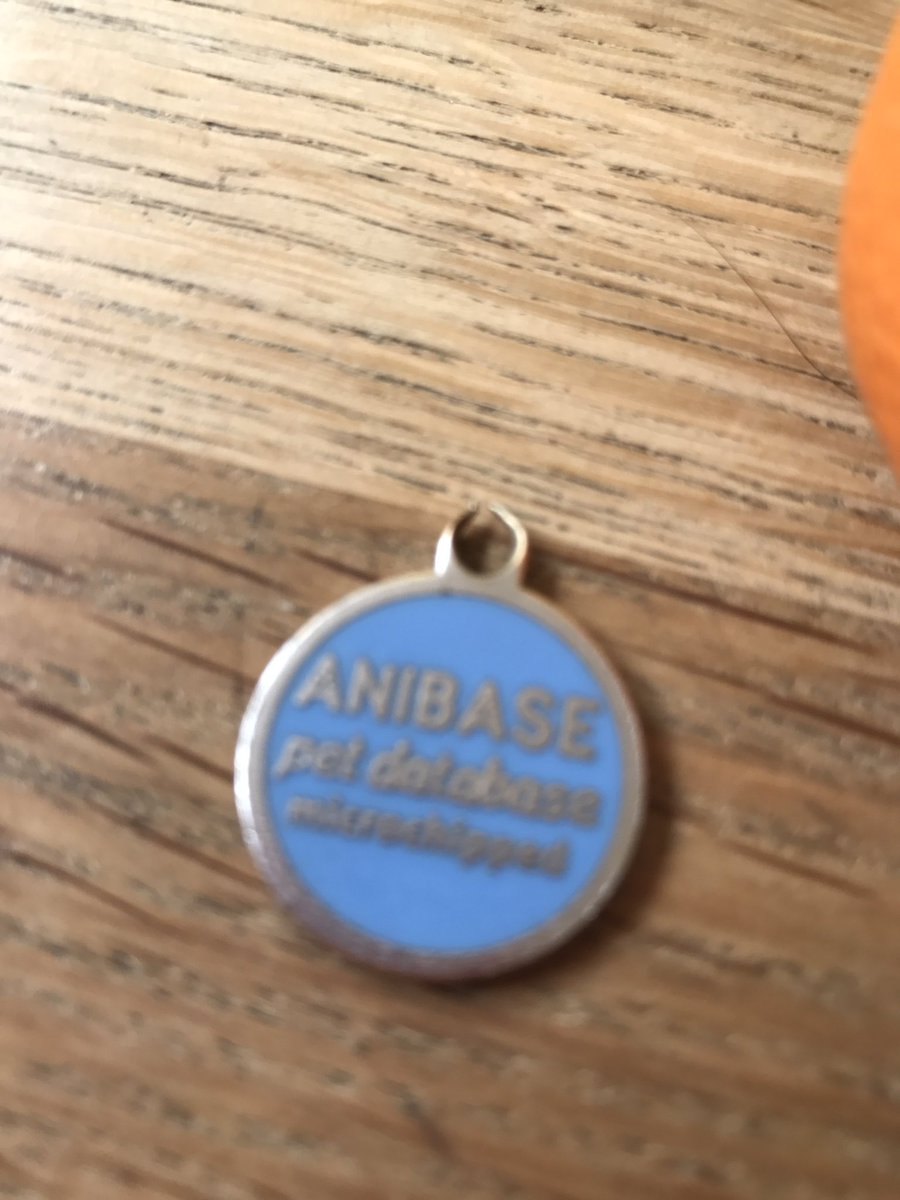 ANIBASE
pet database
microchipped